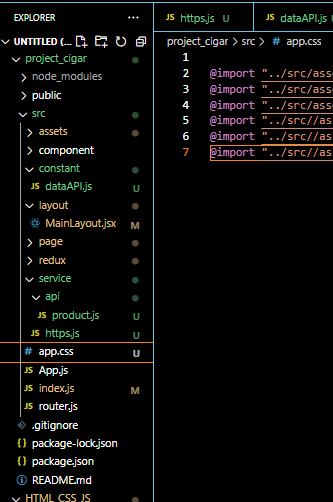 EXPLORER
UNTITLED (...
project_cigar
node_modules
public
src
assets
component
constant
JS dataAPI.js U
layout
MainLayout.jsx M
page
redux
service
api
JS product.js U
JS https.js U
# app.css U
JS App.js
JS index.js M
JS router.js
.gitignore
{} package-lock.json
{} package.json
README.md
HTML_CSS_JS
JS https.js U
JS dataAPI.js U
project_cigar > src > # app.css
1
2 @import "../src/ass
3 @import "../src/ass
4 @import "../src/ass
5 @import "../src//as
6 @import "../src//as
7 @import "../src//as